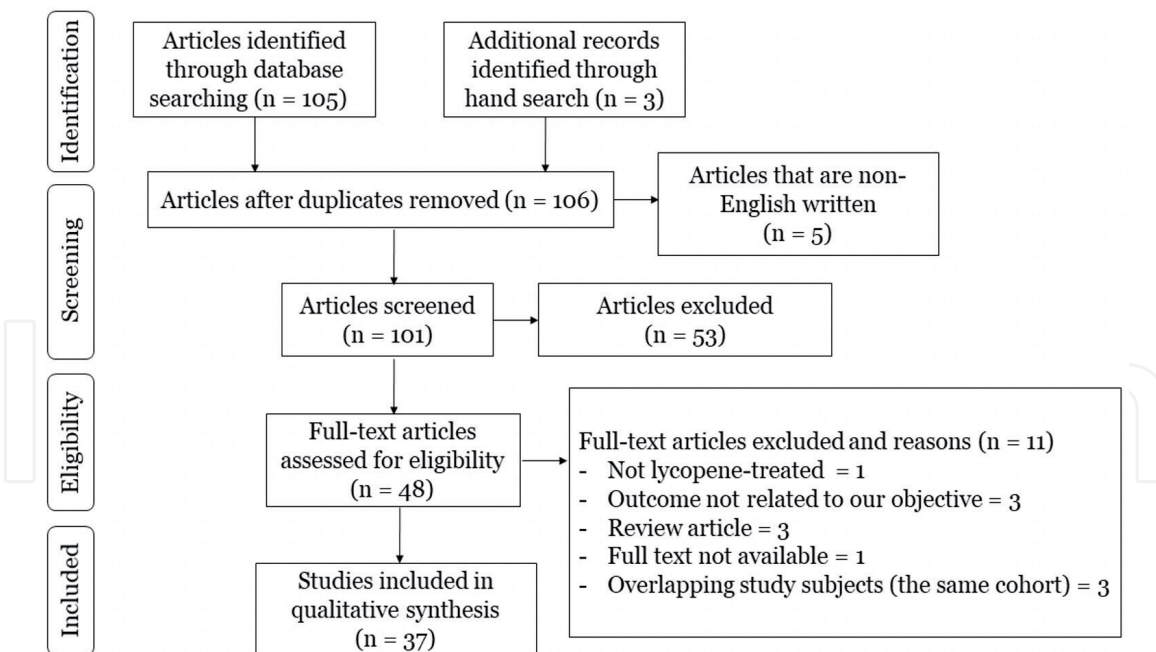 Identification
Articles identified
through database
searching (n = 105)
Additional records
identified through
hand search (n = 3)
Screening
Articles after duplicates removed (n = 106)
Articles that are non-
English written
(n = 5)
Articles screened
(n = 101)
Articles excluded
(n = 53)
Eligibility
Full-text articles
assessed for eligibility
(n = 48)
Full-text articles excluded and reasons (n = 11)
- Not lycopene-treated = 1
- Outcome not related to our objective = 3
- Review article = 3
- Full text not available = 1
- Overlapping study subjects (the same cohort) = 3
Included
Studies included in
qualitative synthesis
(n = 37)